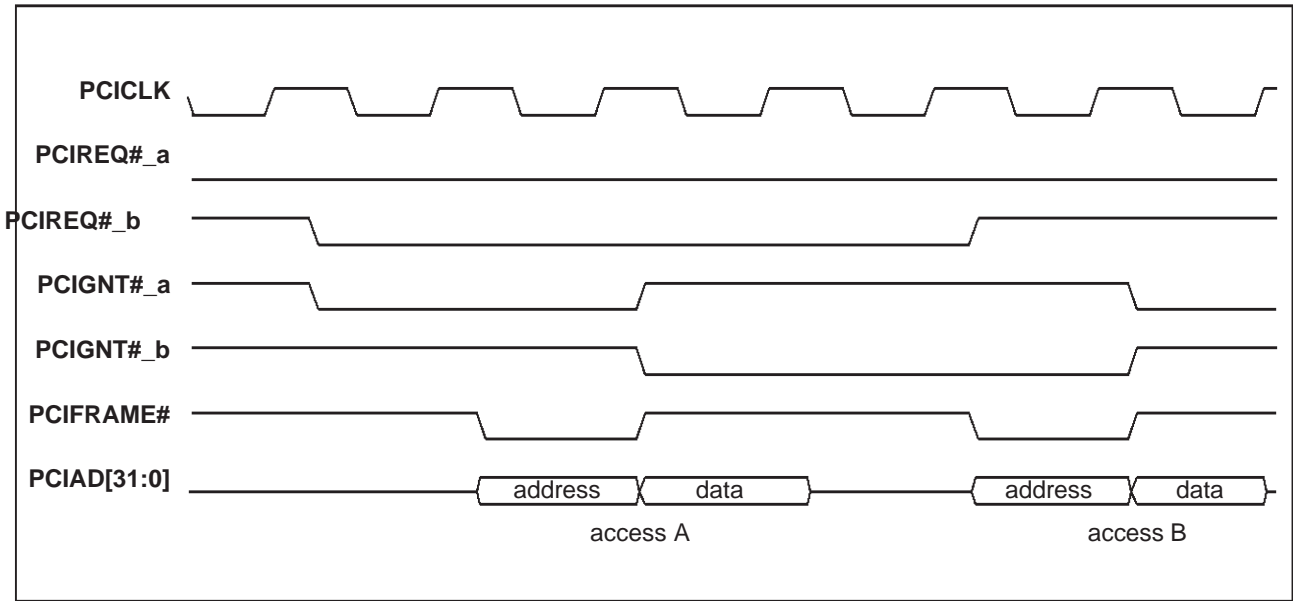 PCICLK
PCIREQ#_a
PCIREQ#_b
PCIGNT#_a
PCIGNT#_b
PCIFRAME#
PCIAD[31:0]
address data address data
access A access B